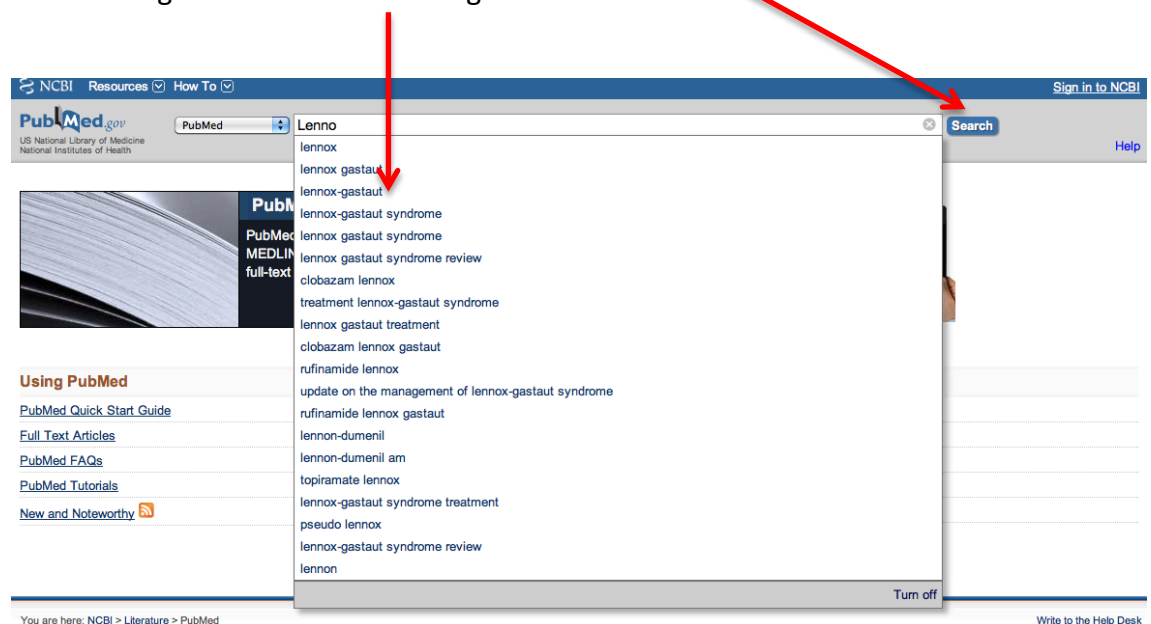 NCBI Resources How To Sign in to NCBI
PubMed.gov
US National Library of Medicine
National Institutes of Health
PubMed
Lenno
Search
Help
lennox
lennox gastaut
lennox-gastaut
lennox-gastaut syndrome
lennox gastaut syndrome
lennox gastaut syndrome review
clobazam lennox
treatment lennox-gastaut syndrome
lennox gastaut treatment
clobazam lennox gastaut
rufinamide lennox
update on the management of lennox-gastaut syndrome
rufinamide lennox gastaut
lennon-dumenil
lennon-dumenil am
topiramate lennox
lennox-gastaut syndrome treatment
pseudo lennox
lennox-gastaut syndrome review
lennon
Turn off
full-text
Using PubMed
PubMed Quick Start Guide
Full Text Articles
PubMed FAQs
PubMed Tutorials
New and Noteworthy
You are here: NCBI > Literature > PubMed
Write to the Help Desk